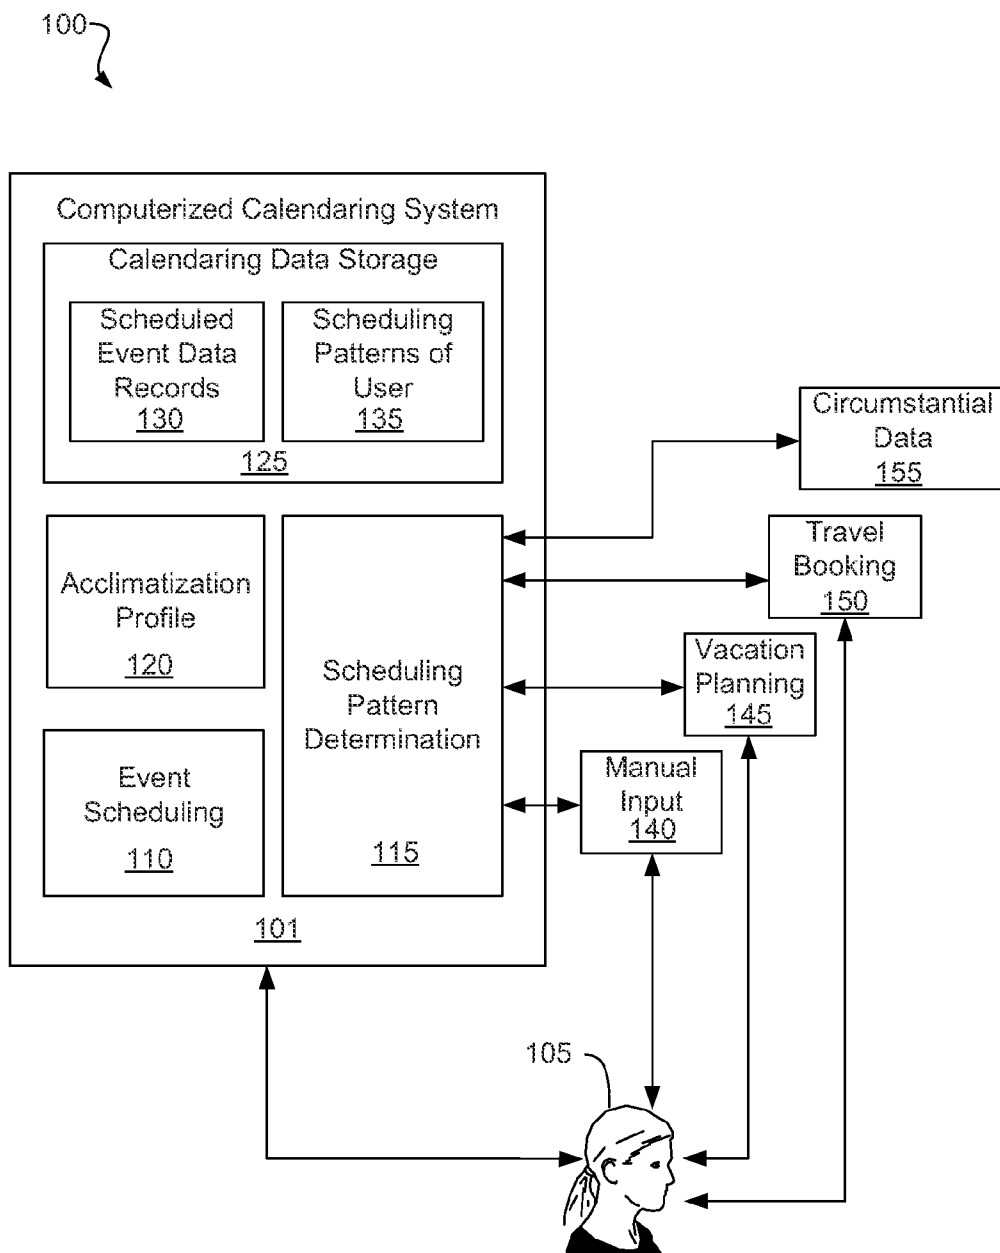 100
Computerized Calendaring System
Calendaring Data Storage
Scheduled
Event Data
Records
130
Scheduling
Patterns of
User
135
125
Acclimatization
Profile
120
Scheduling
Pattern
Determination
115
Event
Scheduling
110
101
Circumstantial
Data
155
Travel
Booking
150
Vacation
Planning
145
Manual
Input
140
105